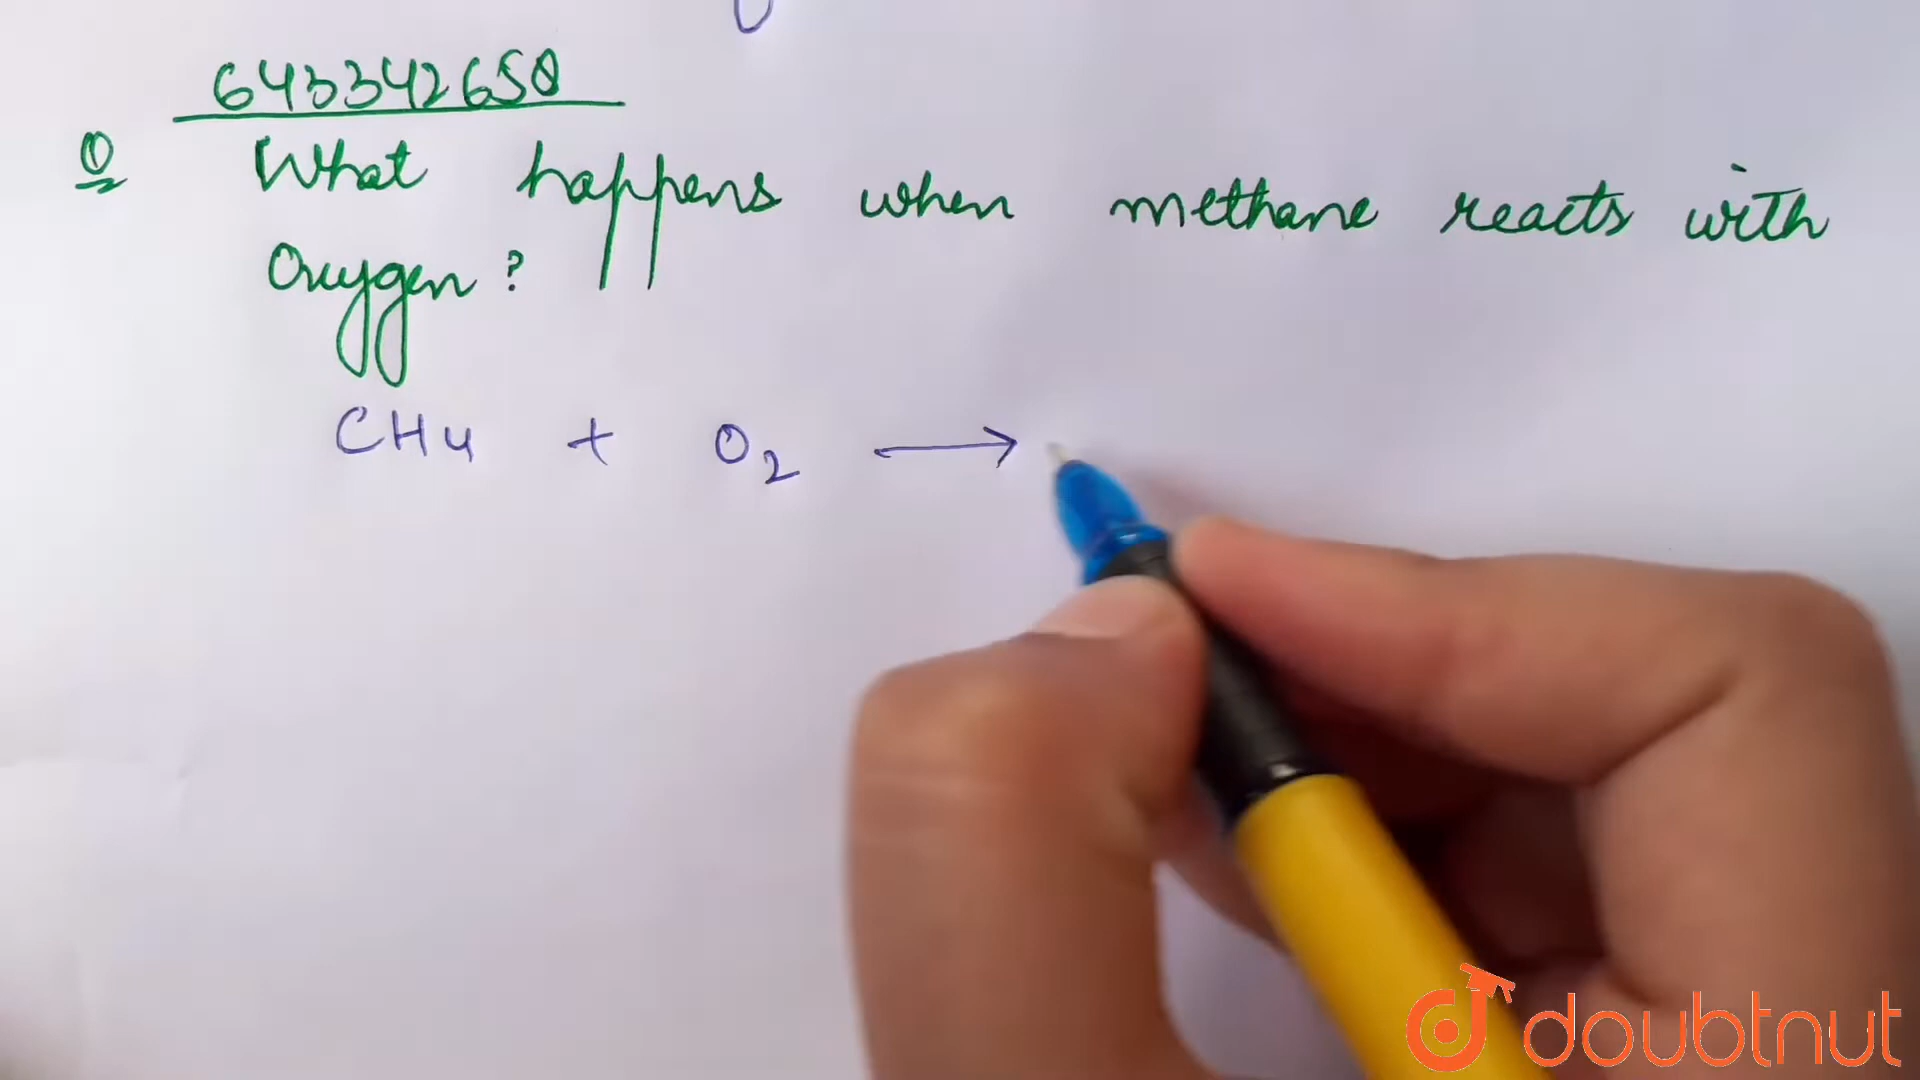 643342650
Q What happens when methane reacts with
Oxygen?
CH4 + O2 →
doubtnut